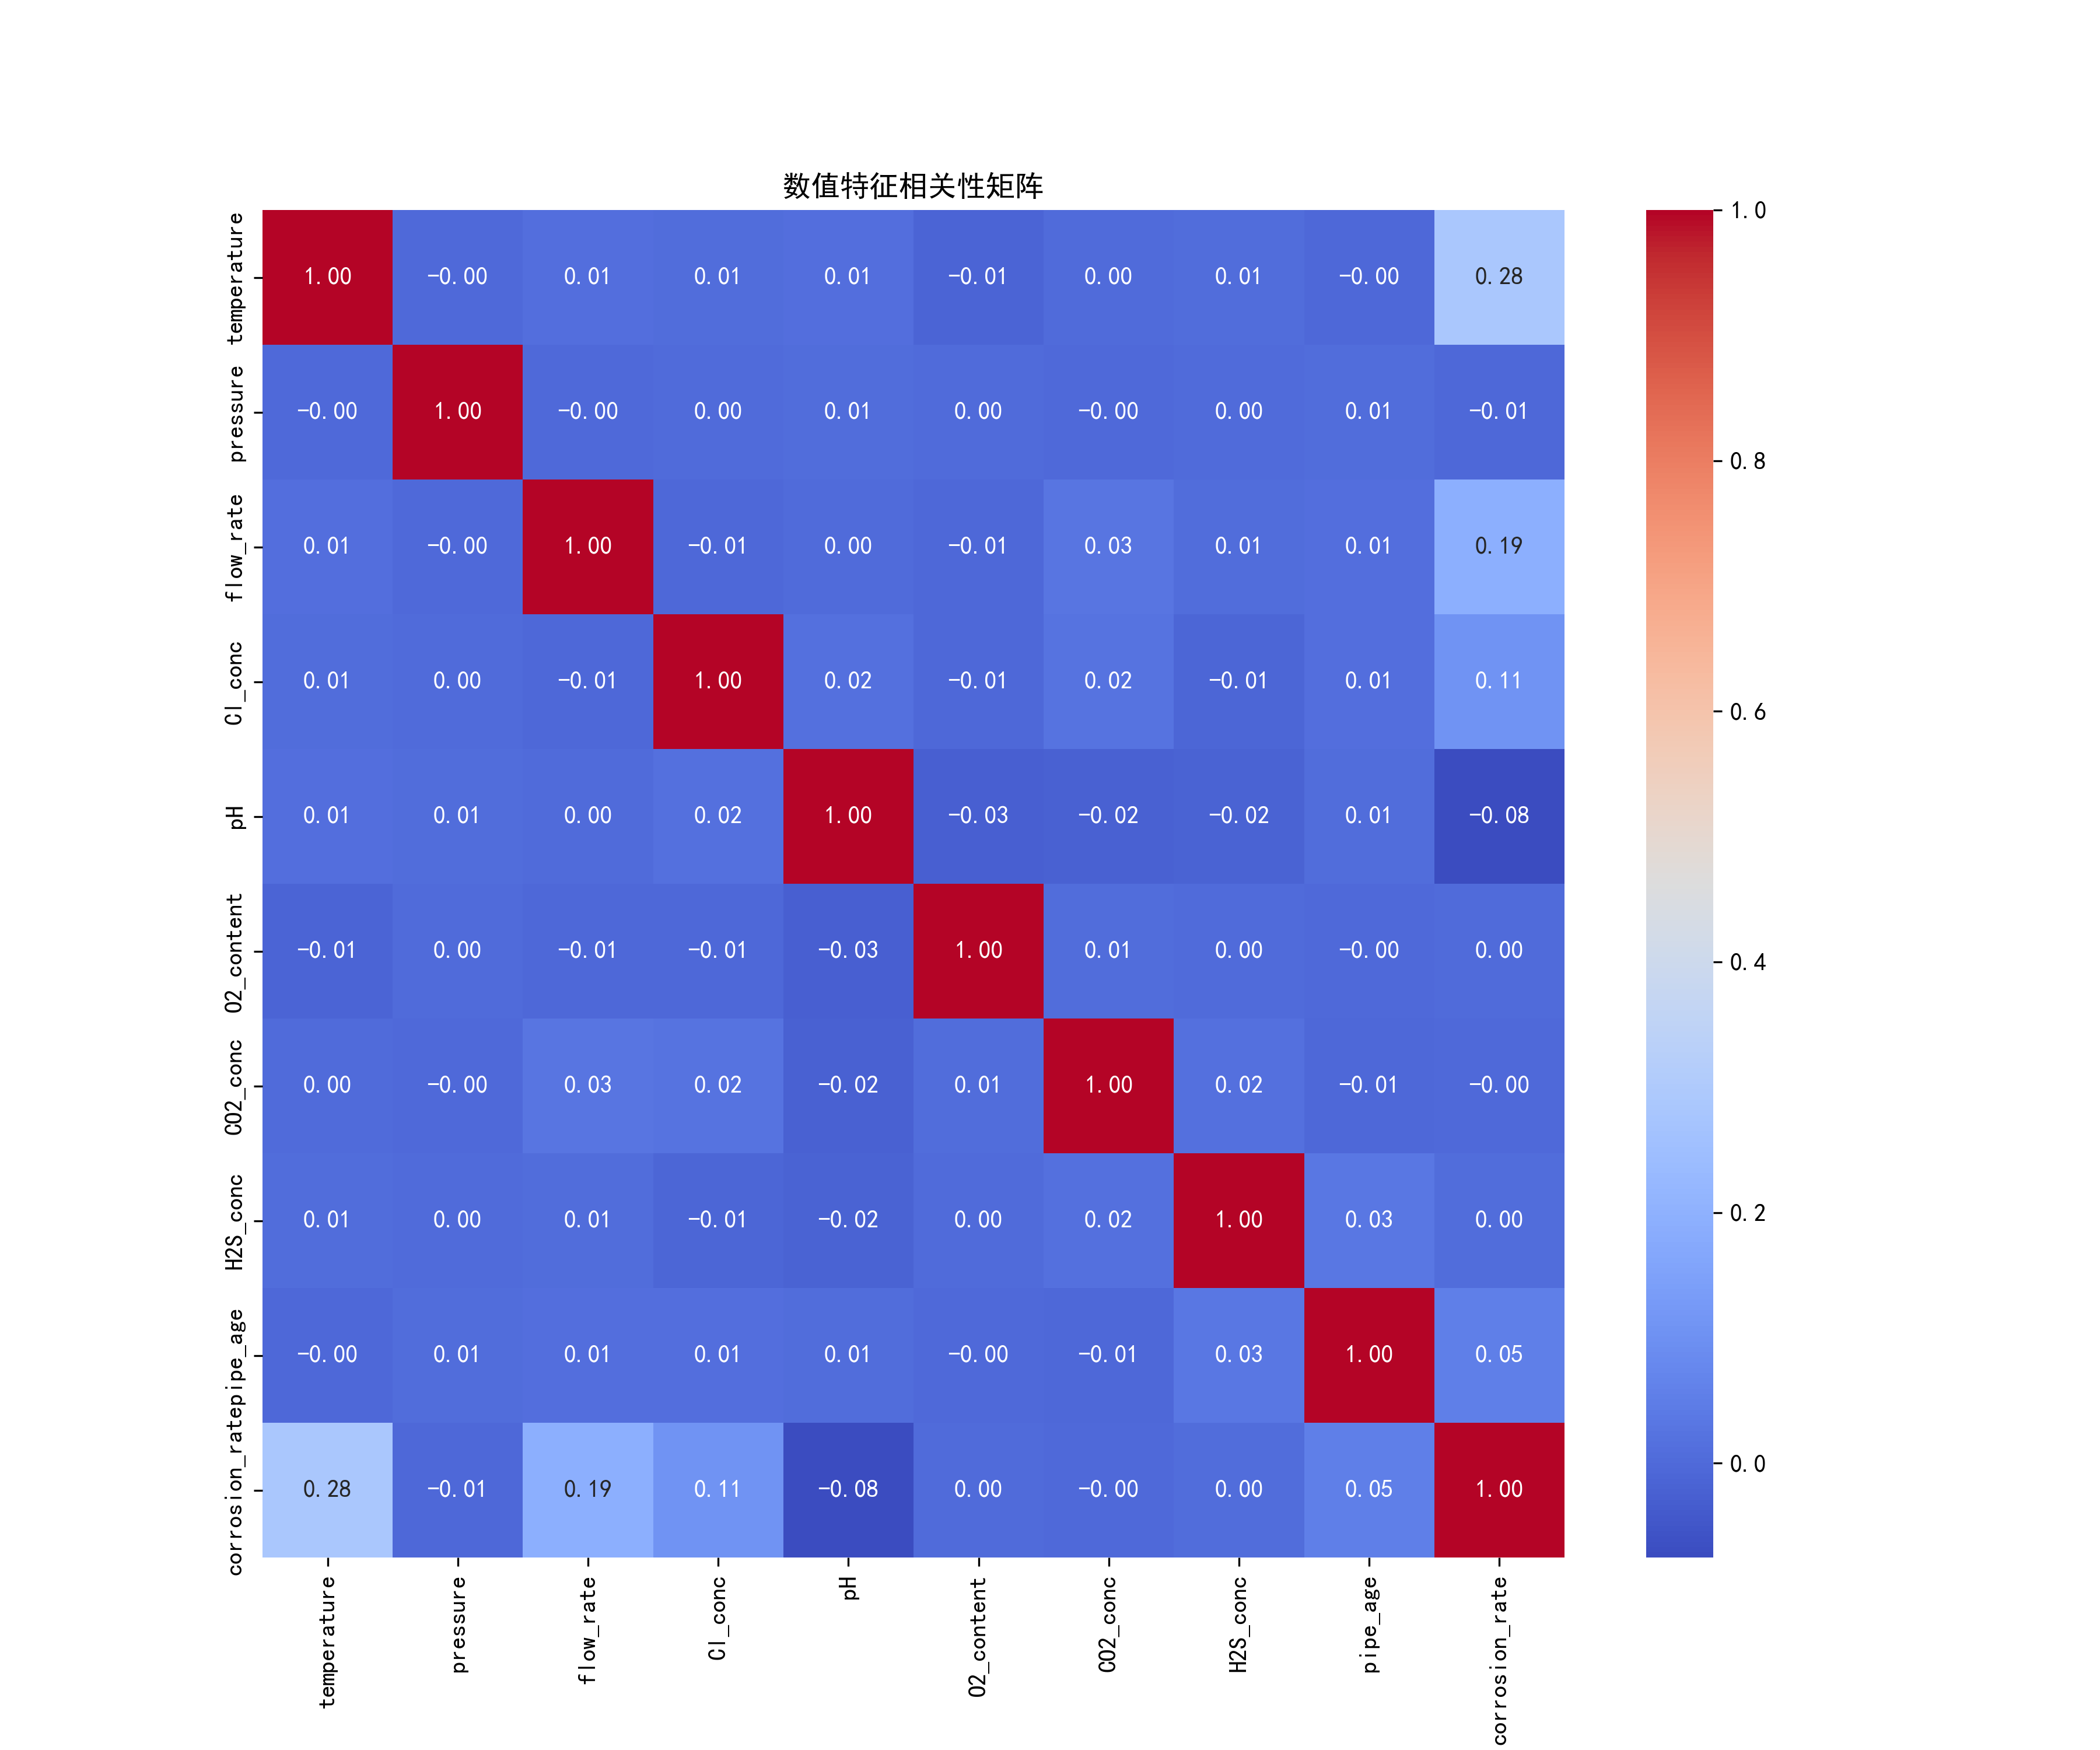 数值特征相关性矩阵
temperature 1.00 -0.00 0.01 0.01 0.01 -0.01 0.00 0.01 -0.00 0.28
pressure -0.00 1.00 -0.00 0.00 0.01 0.00 -0.00 0.00 0.01 -0.01
flow_rate 0.01 -0.00 1.00 -0.01 0.00 -0.01 0.03 0.01 0.01 0.19
Cl_conc 0.01 0.00 -0.01 1.00 0.02 -0.01 0.02 -0.01 0.01 0.11
pH 0.01 0.01 0.00 0.02 1.00 -0.03 -0.02 -0.02 0.01 -0.08
O2_content -0.01 0.00 -0.01 -0.01 -0.03 1.00 0.01 0.00 -0.00 0.00
CO2_conc 0.00 -0.00 0.03 0.02 -0.02 0.01 1.00 0.02 -0.01 -0.00
H2S_conc 0.01 0.00 0.01 -0.01 -0.02 0.00 0.02 1.00 0.03 0.00
pipe_age -0.00 0.01 0.01 0.01 0.01 -0.00 -0.01 0.03 1.00 0.05
corrosion_rate 0.28 -0.01 0.19 0.11 -0.08 0.00 -0.00 0.00 0.05 1.00
temperature pressure flow_rate Cl_conc pH O2_content CO2_conc H2S_conc pipe_age corrosion_rate
1.0
0.8
0.6
0.4
0.2
0.0